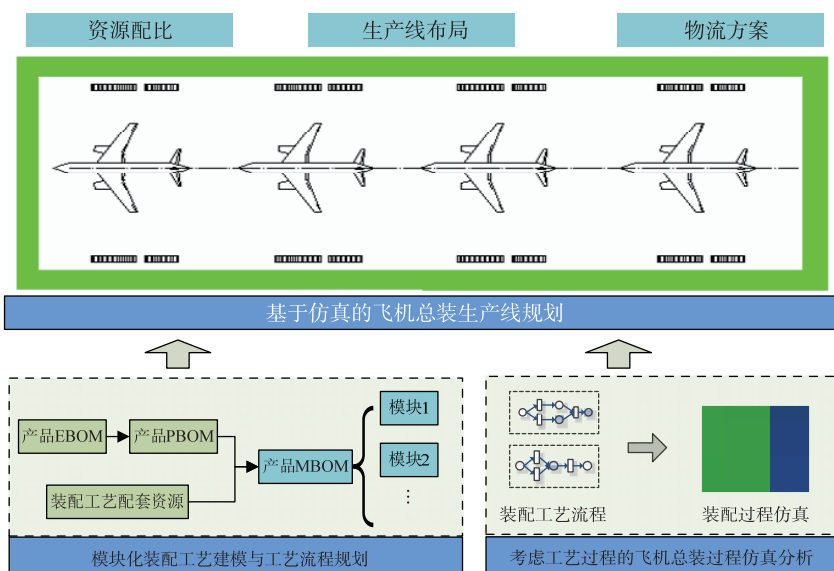 资源配比
生产线布局
物流方案
基于仿真的飞机总装生产线规划
产品EBOM
产品PBOM
装配工艺配套资源
产品MBOM
模块1
模块2
⋮
装配工艺流程
装配过程仿真
模块化装配工艺建模与工艺流程规划
考虑工艺过程的飞机总装过程仿真分析